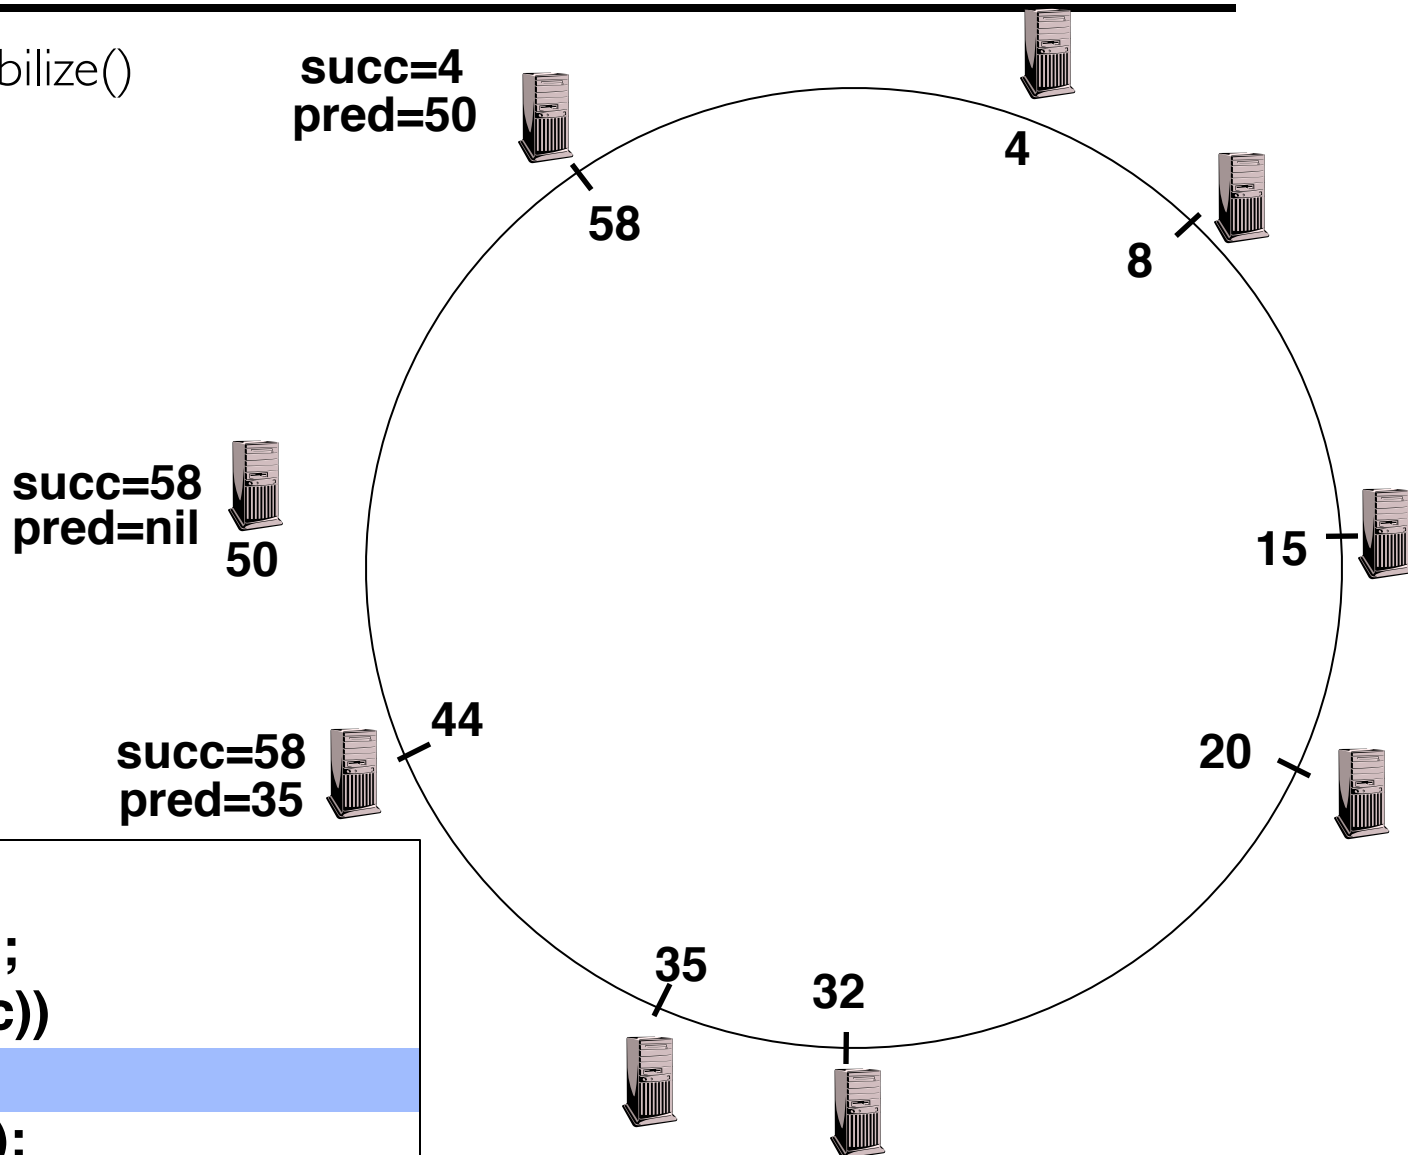 bilize()
succ=4
pred=50
58
4
8
succ=58
pred=nil
50
15
44
succ=58
pred=35
20
35
32
;
c))
);